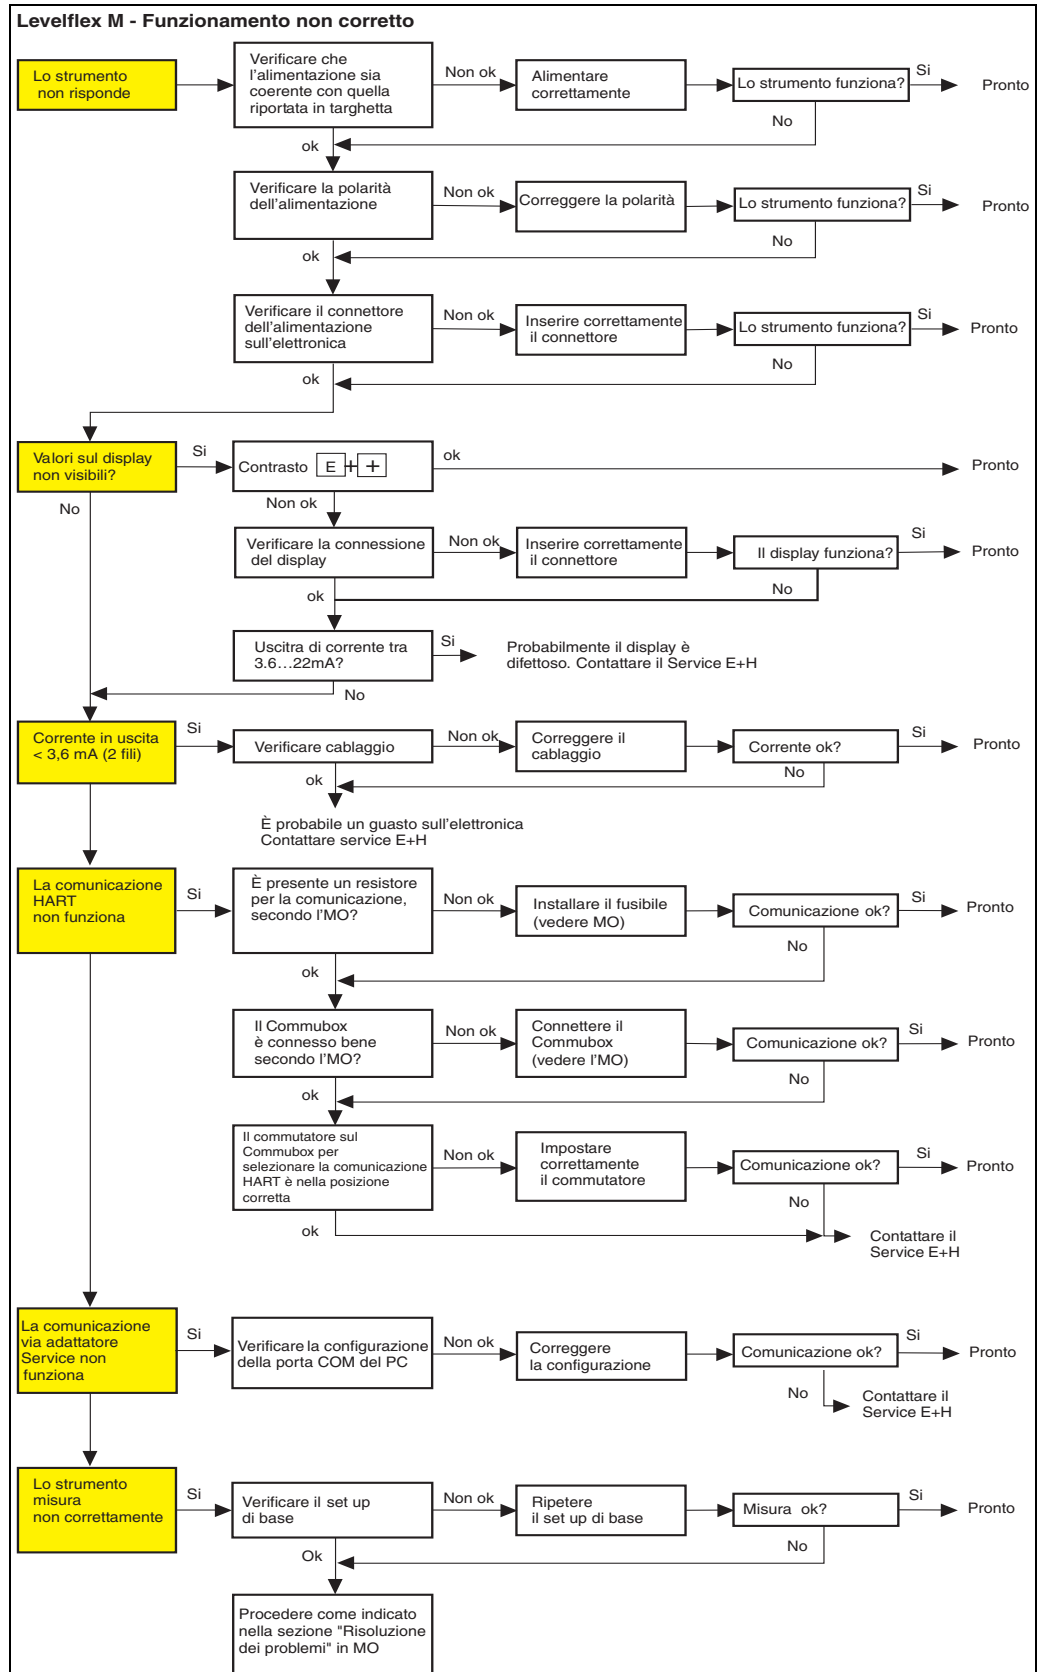 Levelflex M - Funzionamento non corretto
Lo strumento
non risponde
Verificare che
l'alimentazione sia
coerente con quella
riportata in targhetta
Non ok
Alimentare
correttamente
Lo strumento funziona?
Si
Pronto
No
ok
Verificare la polarità
dell'alimentazione
Non ok
Correggere la polarità
Lo strumento funziona?
Si
Pronto
No
ok
Verificare il connettore
dell'alimentazione
sull'elettronica
Non ok
Inserire correttamente
il connettore
Lo strumento funziona?
Si
Pronto
No
ok
Valori sul display
non visibili?
Si
Contrasto E + +
ok
Pronto
No
Non ok
Verificare la connessione
del display
Non ok
Inserire correttamente
il connettore
Il display funziona?
Si
Pronto
No
ok
Uscitra di corrente tra
3.6...22mA?
Si
Probabilmente il display è
difettoso. Contattare il Service E+H
No
Corrente in uscita
< 3,6 mA (2 fili)
Si
Verificare cablaggio
Non ok
Correggere il
cablaggio
Corrente ok?
Si
Pronto
No
ok
È probabile un guasto sull'elettronica
Contattare service E+H
La comunicazione
HART
non funziona
Si
È presente un resistore
per la comunicazione,
secondo l'MO?
Non ok
Installare il fusibile
(vedere MO)
Comunicazione ok?
Si
Pronto
No
ok
Il Commubox
è connesso bene
secondo l'MO?
Non ok
Connettere il
Commubox
(vedere l'MO)
Comunicazione ok?
Si
Pronto
No
ok
Il commutatore sul
Commubox per
selezionare la comunicazione
HART è nella posizione
corretta
Non ok
Impostare
correttamente
il commutatore
Comunicazione ok?
Si
Pronto
No
ok
Contattare il
Service E+H
La comunicazione
via adattatore
Service non
funziona
Si
Verificare la configurazione
della porta COM del PC
Non ok
Correggere
la configurazione
Comunicazione ok?
Si
Pronto
No
Contattare il
Service E+H
Lo strumento
misura
non correttamente
Si
Verificare il set up
di base
Non ok
Ripetere
il set up di base
Misura ok?
Si
Pronto
No
Ok
Procedere come indicato
nella sezione "Risoluzione
dei problemi" in MO